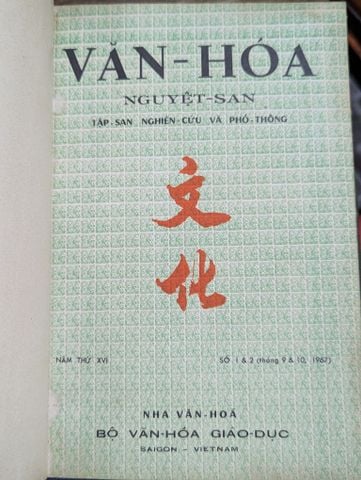 VĂN-HÓA
NGUYỆT-SAN
TẬP-SAN NGHIÊN-CỨU VÀ PHỔ-THÔNG
文
化
NĂM THỨ XVI
SỐ 1 & 2 (tháng 9 & 10, 1967)
NHA VĂN-HOÁ
BỘ VĂN-HÓA GIÁO-DỤC
SAIGON - VIETNAM